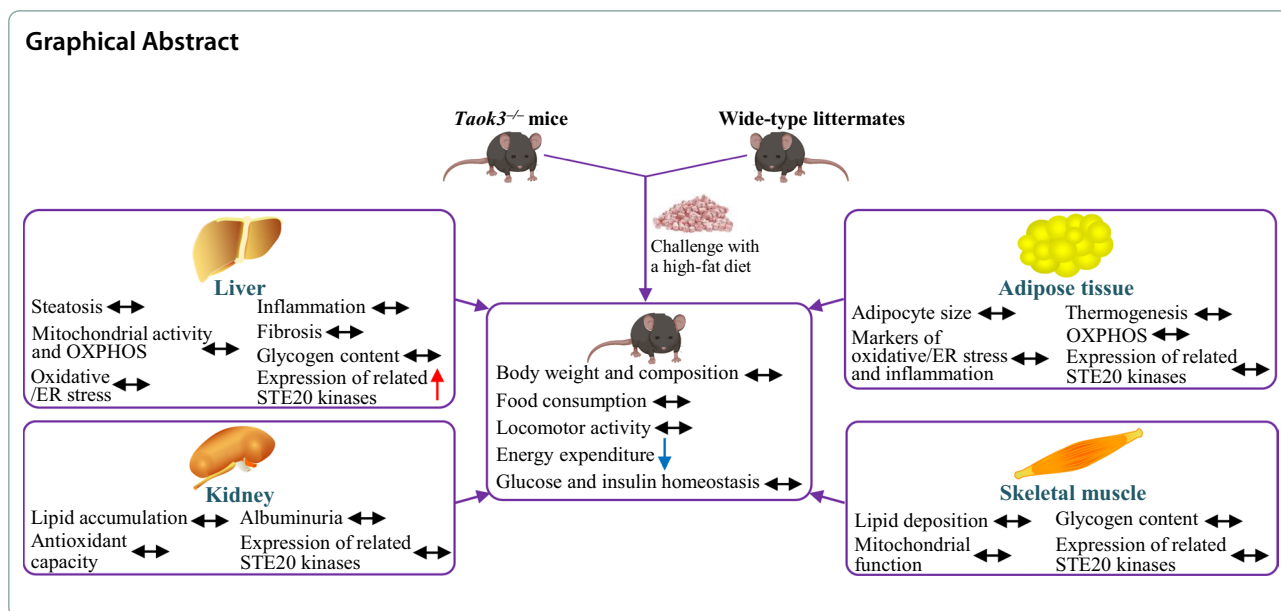 Graphical Abstract
Taok3−/− mice
Wide-type littermates
Challenge with
a high-fat diet
Liver
Steatosis
Mitochondrial activity
and OXPHOS
Oxidative
/ER stress
Inflammation
Fibrosis
Glycogen content
Expression of related
STE20 kinases
Adipose tissue
Adipocyte size
Markers of
oxidative/ER stress
and inflammation
Thermogenesis
OXPHOS
Expression of related
STE20 kinases
Body weight and composition
Food consumption
Locomotor activity
Energy expenditure
Glucose and insulin homeostasis
Kidney
Lipid accumulation
Antioxidant
capacity
Albuminuria
Expression of related
STE20 kinases
Skeletal muscle
Lipid deposition
Mitochondrial
function
Glycogen content
Expression of related
STE20 kinases